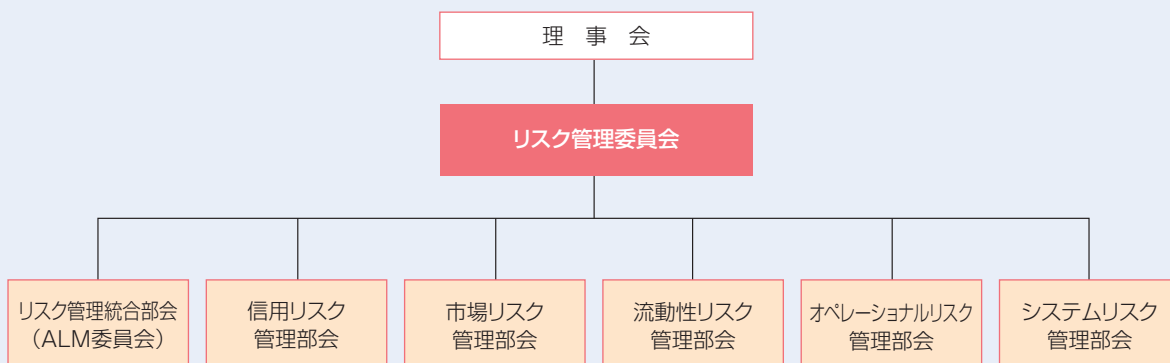 理　事　会
リスク管理委員会
リスク管理統合部会
（ALM委員会）
信用リスク
管理部会
市場リスク
管理部会
流動性リスク
管理部会
オペレーショナルリスク
管理部会
システムリスク
管理部会